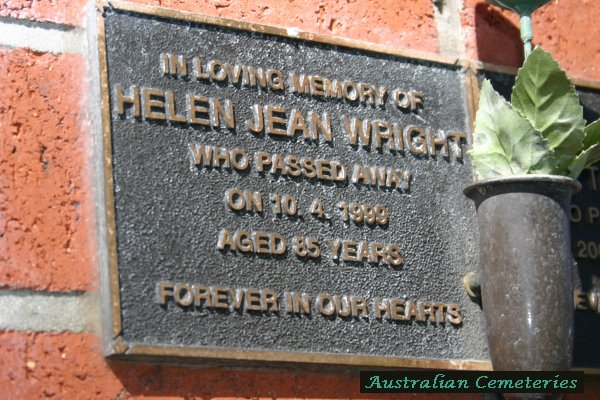 IN LOVING MEMORY OF
HELEN JEAN WRIGHT
WHO PASSED AWAY
ON 10. 4. 1999
AGED 85 YEARS
FOREVER IN OUR HEARTS
Australian Cemeteries